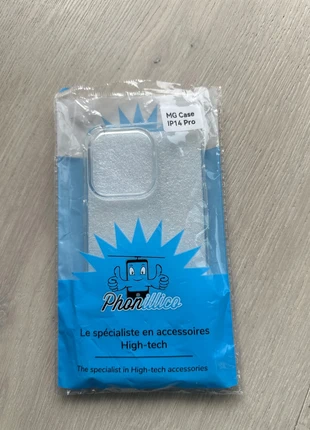 MG Case
IP14 Pro
Phonillico
Le spécialiste en accessoires
High-tech
The specialist in High-tech accessories